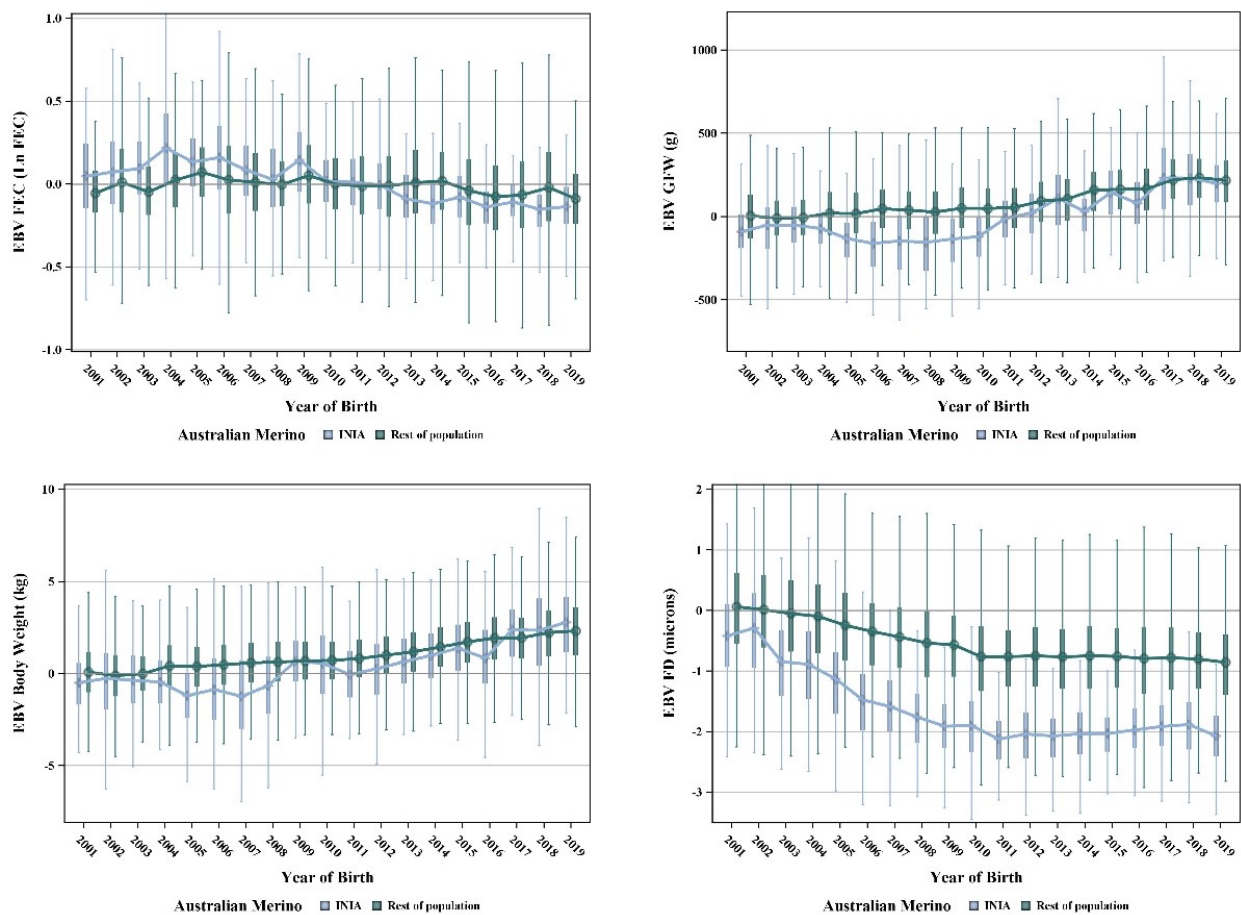 EBV FEC (Ln FEC)
1.0
0.5
0.0
-0.5
-1.0
2001 2002 2003 2004 2005 2006 2007 2008 2009 2010 2011 2012 2013 2014 2015 2016 2017 2018 2019
Year of Birth
Australian Merino INIA Rest of population
EBV GFW (g)
1000
500
0
-500
2001 2002 2003 2004 2005 2006 2007 2008 2009 2010 2011 2012 2013 2014 2015 2016 2017 2018 2019
Year of Birth
Australian Merino INIA Rest of population
EBV Body Weight (kg)
10
5
0
-5
2001 2002 2003 2004 2005 2006 2007 2008 2009 2010 2011 2012 2013 2014 2015 2016 2017 2018 2019
Year of Birth
Australian Merino INIA Rest of population
EBV FD (microns)
2
1
0
-1
-2
-3
2001 2002 2003 2004 2005 2006 2007 2008 2009 2010 2011 2012 2013 2014 2015 2016 2017 2018 2019
Year of Birth
Australian Merino INIA Rest of population